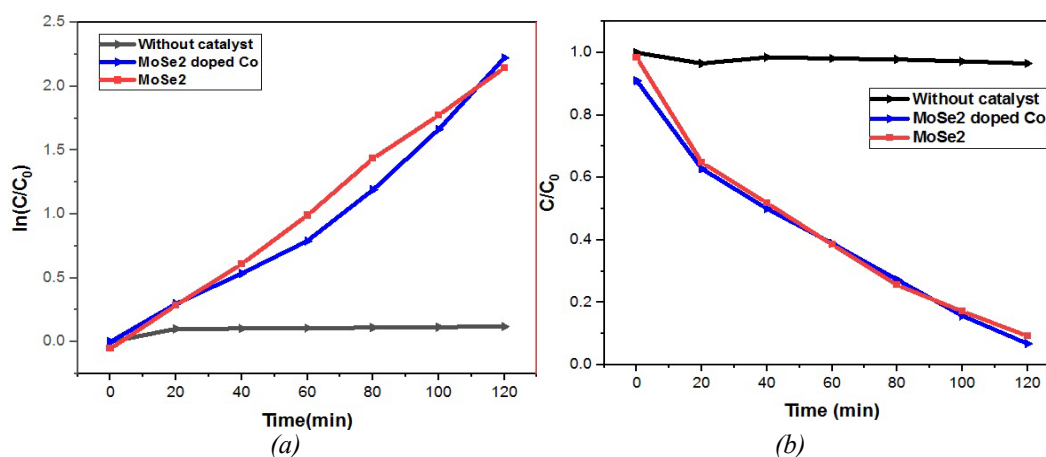 2.5
2.0
1.5
1.0
0.5
0.0
ln(C/C₀)
Without catalyst
MoSe2 doped Co
MoSe2
0 20 40 60 80 100 120
Time(min)
(a)
1.0
0.8
0.6
0.4
0.2
0.0
C/C₀
Without catalyst
MoSe2 doped Co
MoSe2
0 20 40 60 80 100 120
Time (min)
(b)